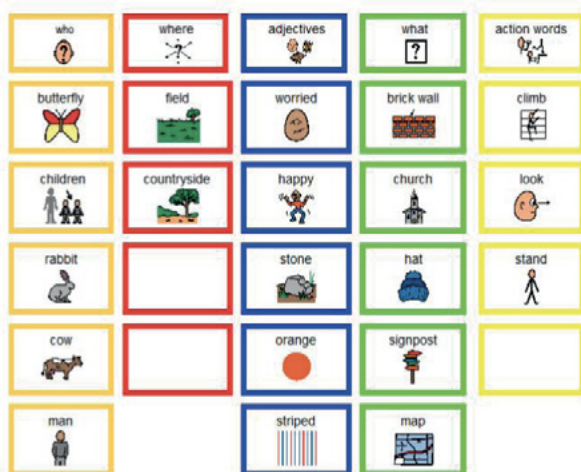 who where adjectives what action words
butterfly field worried brick wall climb
children countryside happy church look
rabbit stone hat stand
cow orange signpost
man striped map